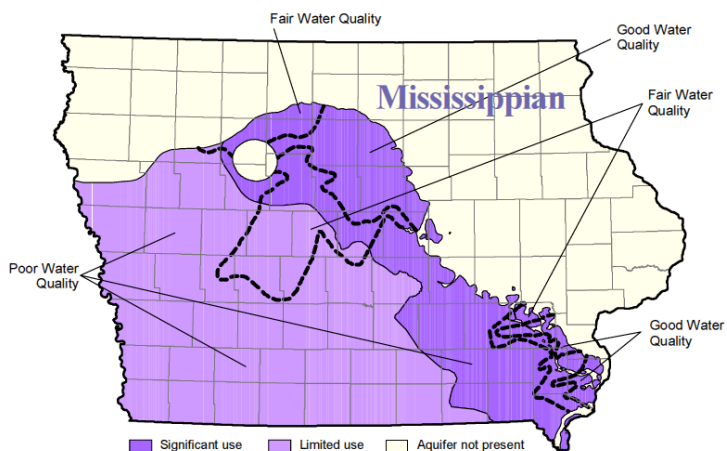 Fair Water Quality
Good Water
Quality
Mississippian
Fair Water
Quality
Poor Water
Quality
Good Water
Quality
Significant use
Limited use
Aquifer not present